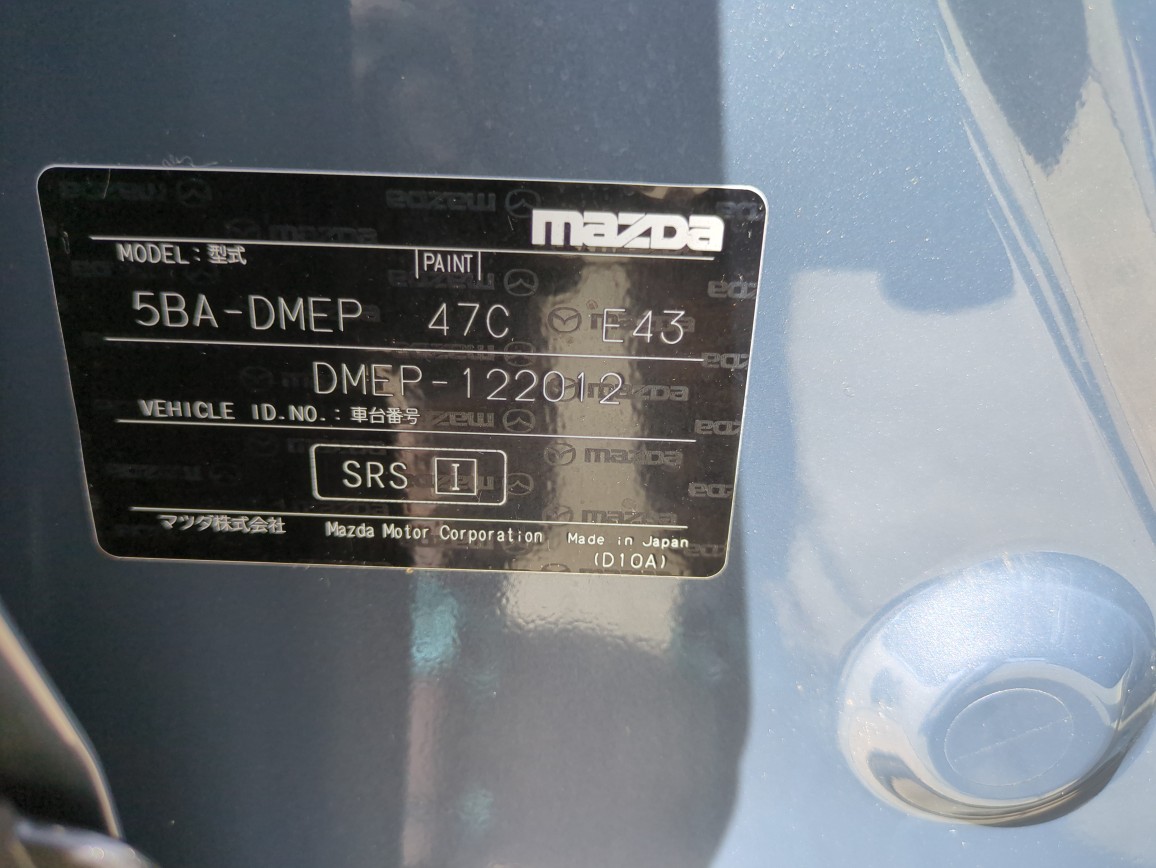 mazda
MODEL : 型式 PAINT
5BA-DMEP 47C E43
DMEP-122012
VEHICLE ID.NO. : 車台番号
SRS I
マツダ株式会社 Mazda Motor Corporation Made in Japan
(D10A)